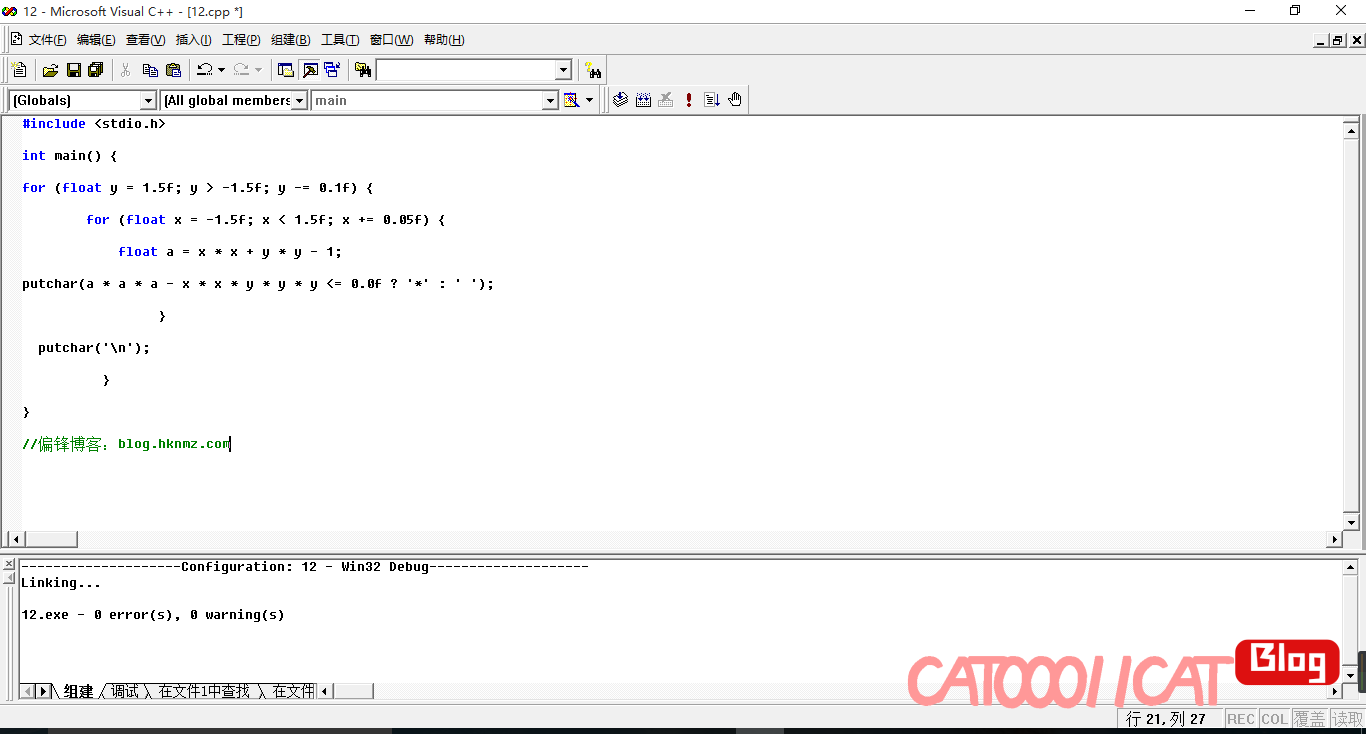 12 - Microsoft Visual C++ - [12.cpp *]
文件(F) 编辑(E) 查看(V) 插入(I) 工程(P) 组建(B) 工具(T) 窗口(W) 帮助(H)
(Globals) (All global members main
#include <stdio.h>
int main() {
for (float y = 1.5f; y > -1.5f; y -= 0.1f) {
for (float x = -1.5f; x < 1.5f; x += 0.05f) {
float a = x * x + y * y - 1;
putchar(a * a * a - x * x * y * y * y <= 0.0f ? '*' : ' ');
}
putchar('\n');
}
}
//偏锋博客：blog.hknmz.com
--------------------Configuration: 12 - Win32 Debug--------------------
Linking...
12.exe - 0 error(s), 0 warning(s)
组建 调试 在文件1中查找 在文件
CATOOOl lCAT Blog
行 21, 列 27 REC COL 覆盖 读取